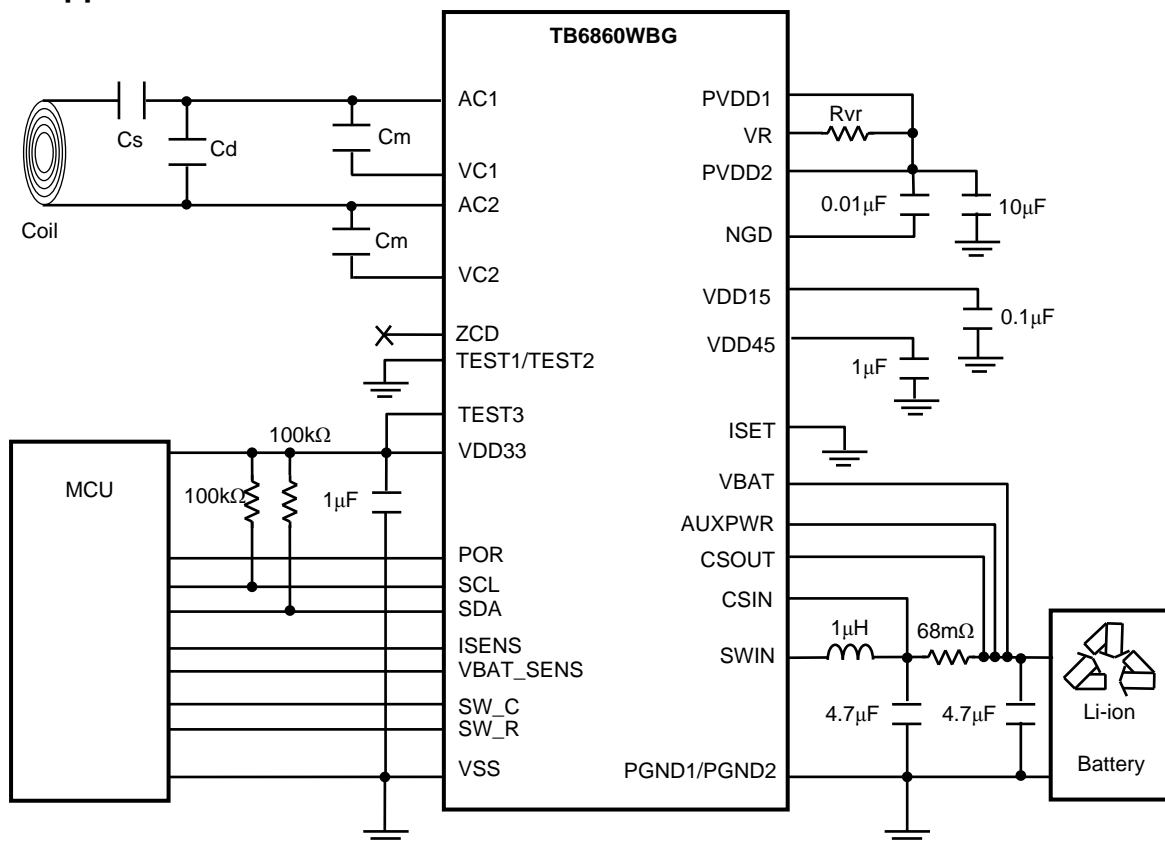 TB6860WBG
AC1
Cs
Cd
Cm
VC1
AC2
Coil
Cm
VC2
ZCD
TEST1/TEST2
TEST3
100kΩ
VDD33
MCU
100kΩ
1μF
POR
SCL
SDA
ISENS
VBAT_SENS
SW_C
SW_R
VSS
PVDD1
Rvr
VR
PVDD2
0.01μF
10μF
NGD
VDD15
0.1μF
VDD45
1μF
ISET
VBAT
AUXPWR
CSOUT
CSIN
1μH
68mΩ
SWIN
4.7μF
4.7μF
Li-ion
Battery
PGND1/PGND2